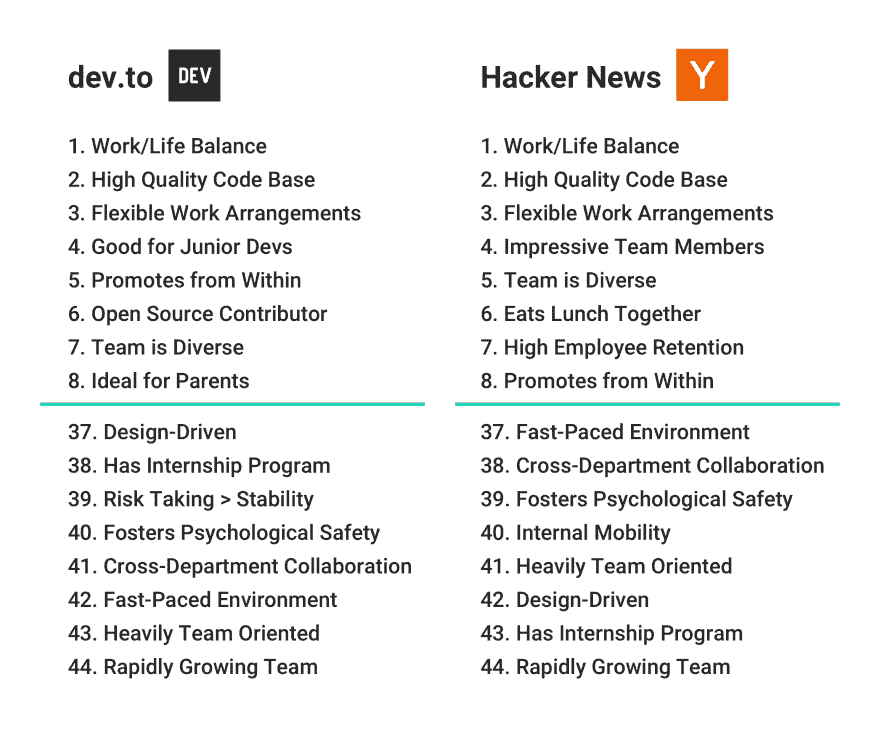 dev.to DEV
1. Work/Life Balance
2. High Quality Code Base
3. Flexible Work Arrangements
4. Good for Junior Devs
5. Promotes from Within
6. Open Source Contributor
7. Team is Diverse
8. Ideal for Parents
37. Design-Driven
38. Has Internship Program
39. Risk Taking > Stability
40. Fosters Psychological Safety
41. Cross-Department Collaboration
42. Fast-Paced Environment
43. Heavily Team Oriented
44. Rapidly Growing Team
Hacker News Y
1. Work/Life Balance
2. High Quality Code Base
3. Flexible Work Arrangements
4. Impressive Team Members
5. Team is Diverse
6. Eats Lunch Together
7. High Employee Retention
8. Promotes from Within
37. Fast-Paced Environment
38. Cross-Department Collaboration
39. Fosters Psychological Safety
40. Internal Mobility
41. Heavily Team Oriented
42. Design-Driven
43. Has Internship Program
44. Rapidly Growing Team